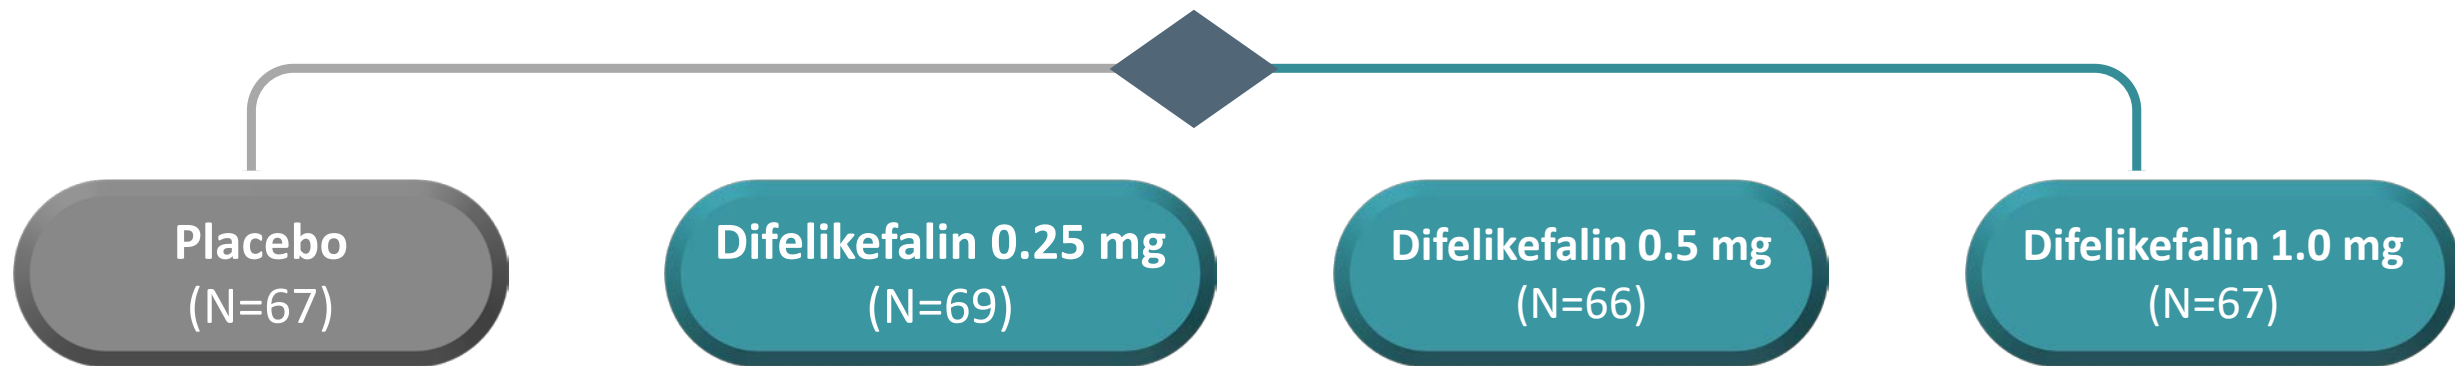 Placebo
(N=67)
Difelikefalin 0.25 mg
(N=69)
Difelikefalin 0.5 mg
(N=66)
Difelikefalin 1.0 mg
(N=67)